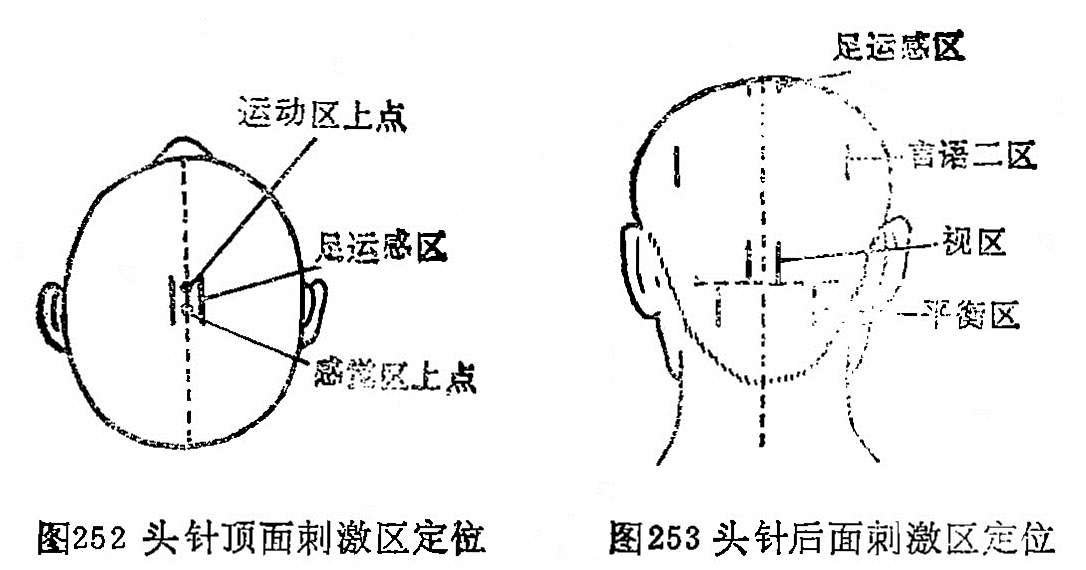 运动区上点
足运感区
感觉区上点
图252 头针顶面刺激区定位
足运感区
言语二区
视区
平衡区
图253 头针后面刺激区定位